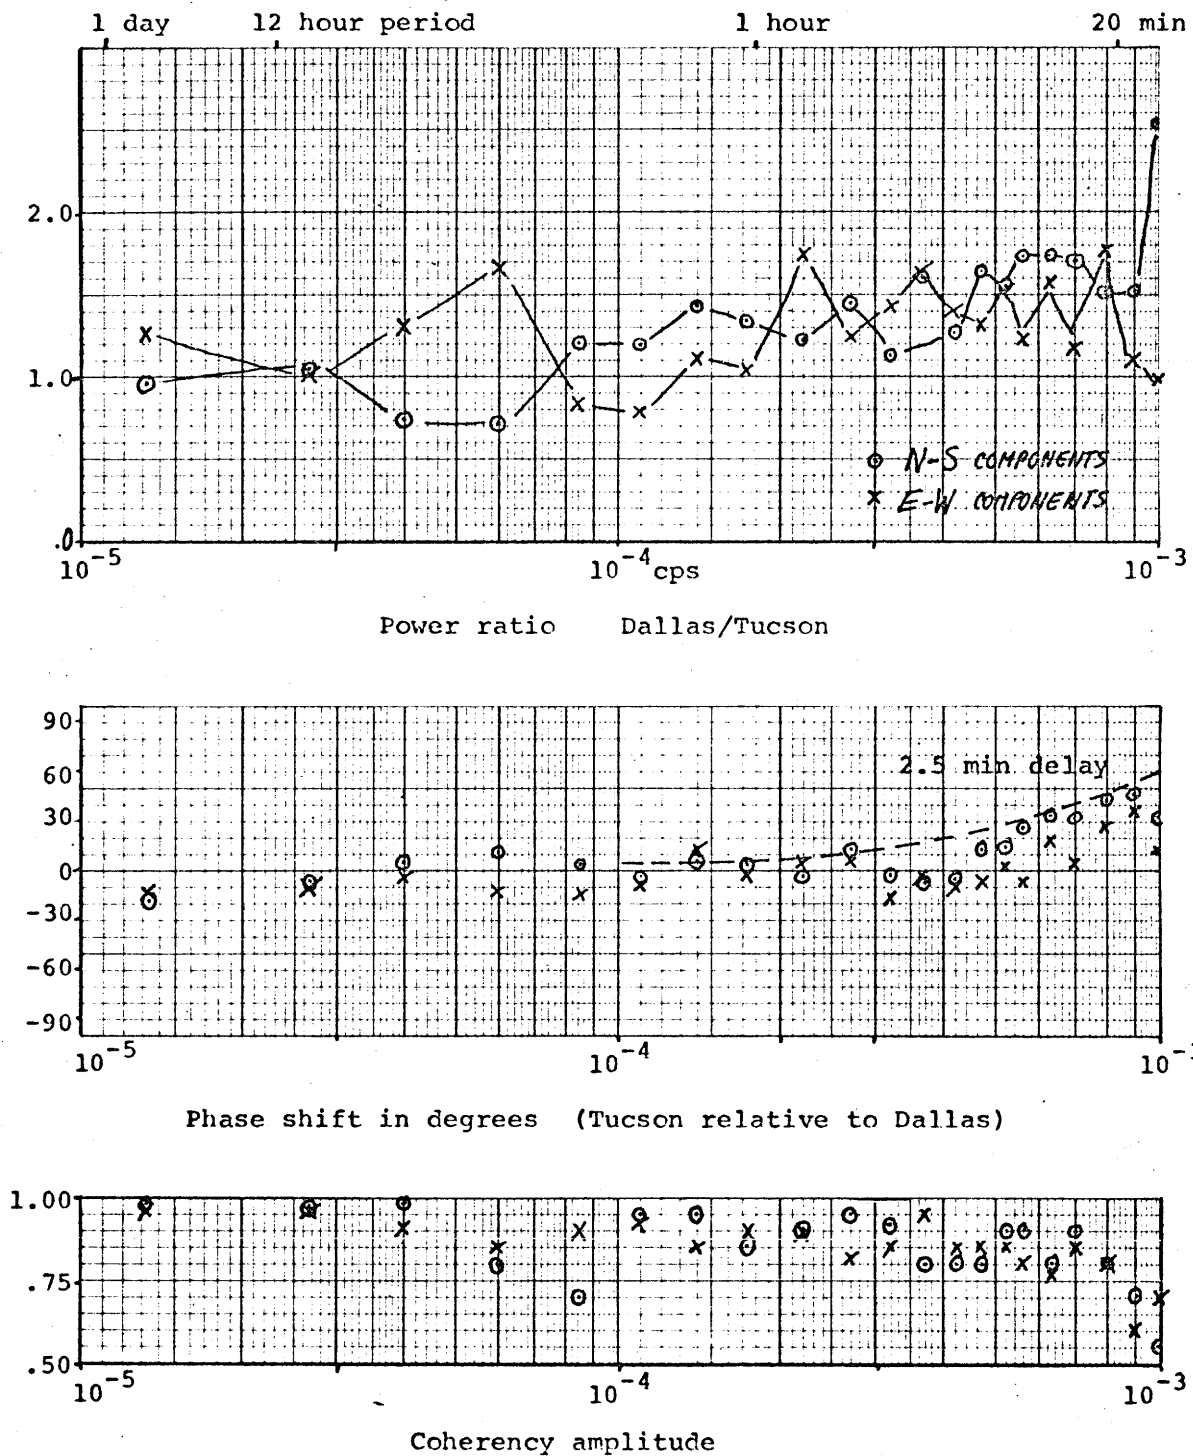 1 day 12 hour period 1 hour 20 min
2.0
1.0
N-S COMPONENTS
E-W COMPONENTS
.0
10^-5 10^-4 cps 10^-3
Power ratio Dallas/Tucson
90
60
2.5 min delay
30
0
-30
-60
-90
10^-5 10^-4 10^-3
Phase shift in degrees (Tucson relative to Dallas)
1.00
.75
.50
10^-5 10^-4 10^-3
Coherency amplitude